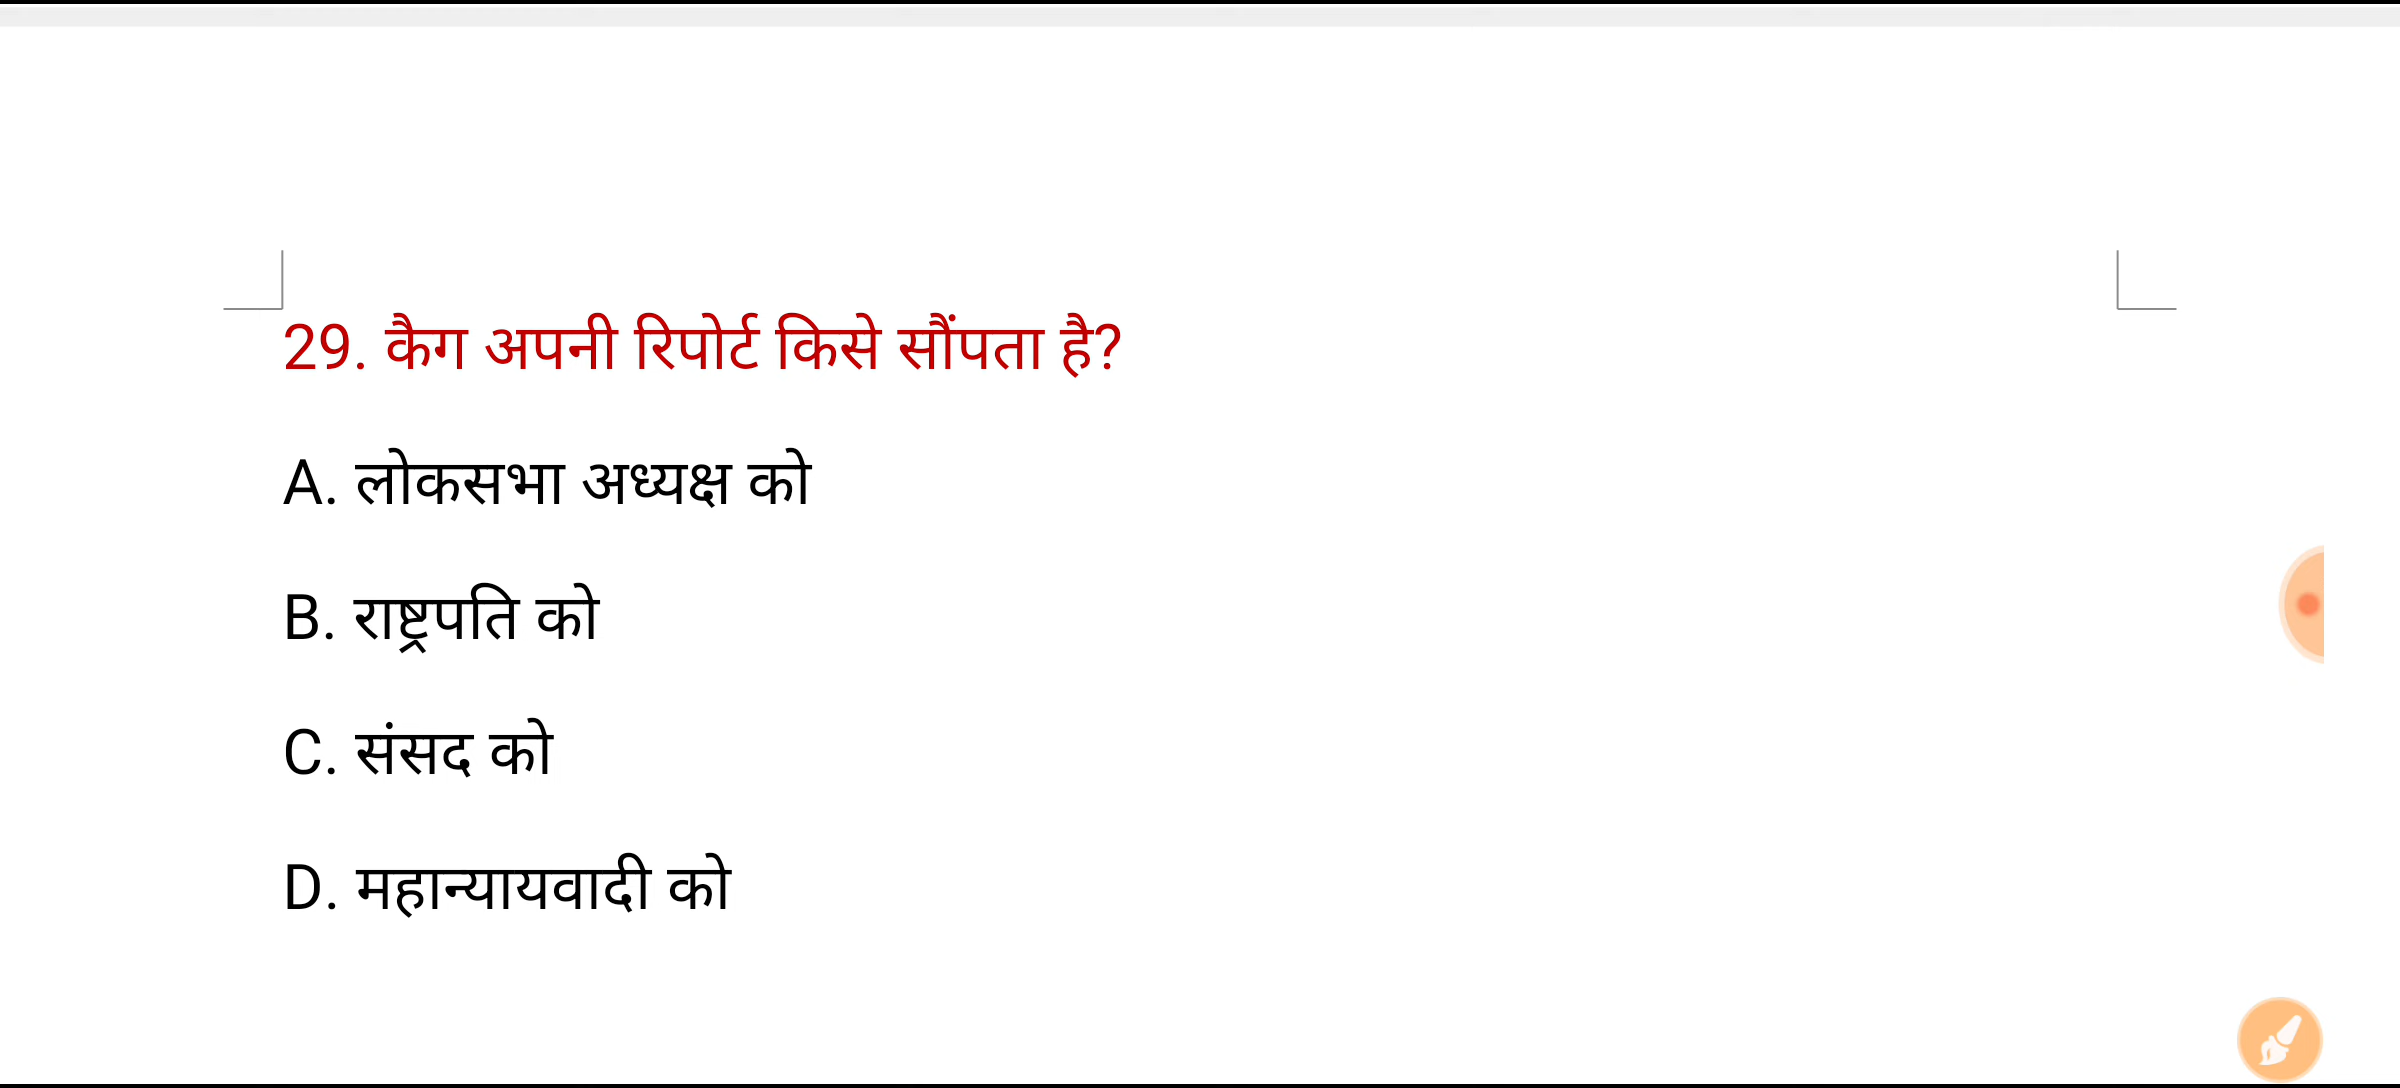 29. कैग अपनी रिपोर्ट किसे सौंपता है?
A. लोकसभा अध्यक्ष को
B. राष्ट्रपति को
C. संसद को
D. महान्यायवादी को